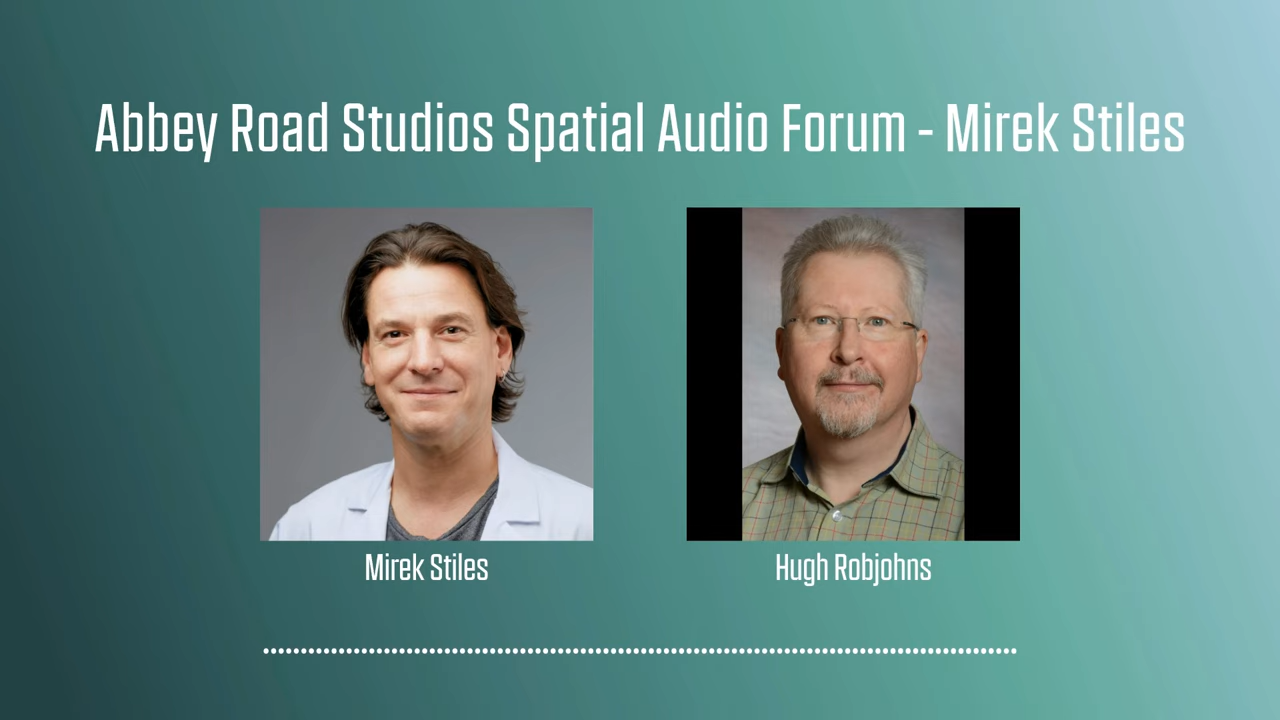 Abbey Road Studios Spatial Audio Forum - Mirek Stiles
Mirek Stiles
Hugh Robjohns